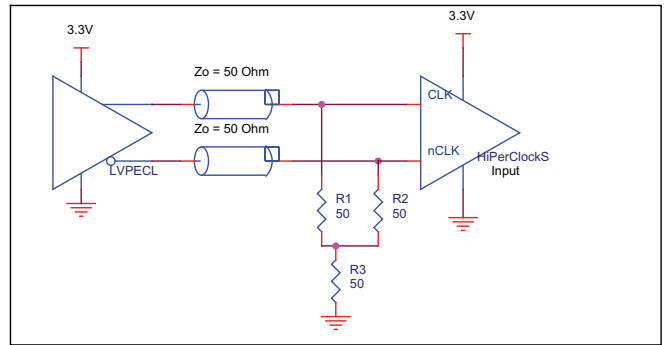 3.3V
3.3V
Zo = 50 Ohm
Zo = 50 Ohm
CLK
nCLK
HiPerClockS
Input
LVPECL
R1
50
R2
50
R3
50